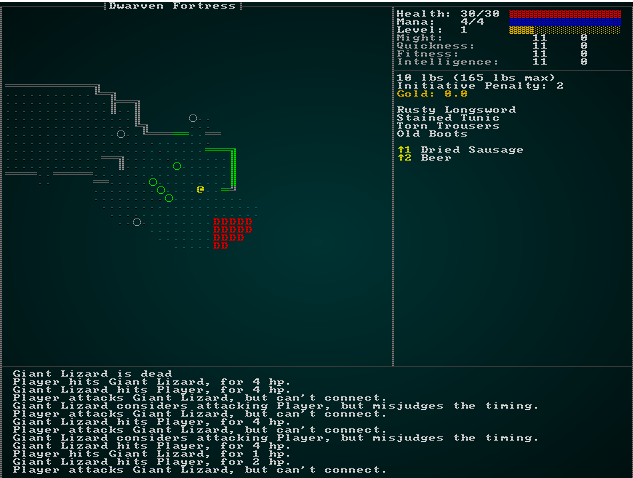 Dwarven Fortress
Health: 30/30
Mana: 4/4
Level: 1
Might: 11 0
Quickness: 11 0
Fitness: 11 0
Intelligence: 11 0
10 lbs (165 lbs max)
Initiative Penalty: 2
Gold: 0.0
Rusty Longsword
Stained Tunic
Torn Trousers
Old Boots
↑1 Dried Sausage
↑2 Beer
@
DDDDD
DDDDD
DDDD
DD
Giant Lizard is dead
Player hits Giant Lizard, for 4 hp.
Giant Lizard hits Player, for 4 hp.
Player attacks Giant Lizard, but can't connect.
Giant Lizard considers attacking Player, but misjudges the timing.
Player attacks Giant Lizard, but can't connect.
Giant Lizard hits Player, for 4 hp.
Player attacks Giant Lizard, but can't connect.
Giant Lizard considers attacking Player, but misjudges the timing.
Giant Lizard hits Player, for 4 hp.
Player hits Giant Lizard, for 1 hp.
Giant Lizard hits Player, for 2 hp.
Player attacks Giant Lizard, but can't connect.